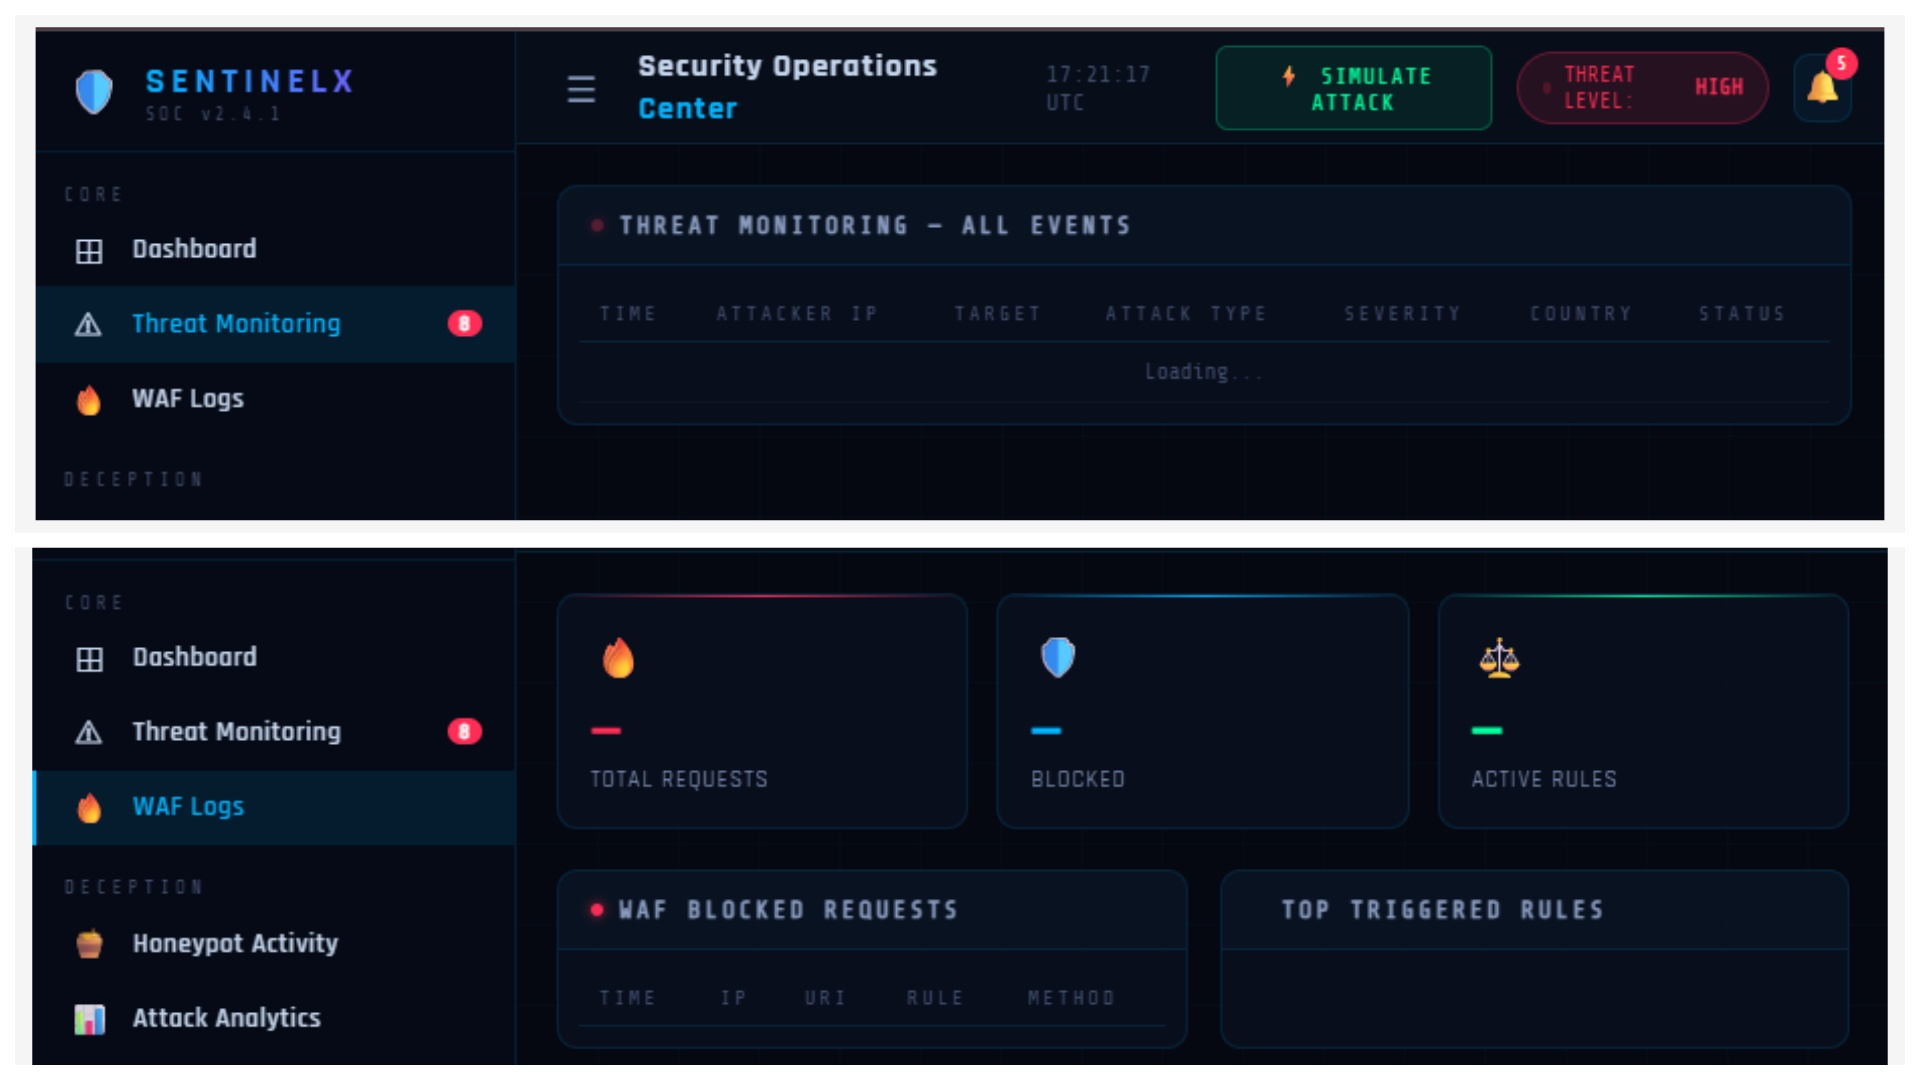 SENTINELX
SOC v2.4.1
Security Operations
Center
17:21:17
UTC
SIMULATE
ATTACK
THREAT
LEVEL:
HIGH
5
CORE
Dashboard
Threat Monitoring
8
WAF Logs
DECEPTION
THREAT MONITORING — ALL EVENTS
TIME ATTACKER IP TARGET ATTACK TYPE SEVERITY COUNTRY STATUS
Loading...
CORE
Dashboard
Threat Monitoring
8
WAF Logs
DECEPTION
Honeypot Activity
Attack Analytics
—
TOTAL REQUESTS
—
BLOCKED
—
ACTIVE RULES
WAF BLOCKED REQUESTS
TIME IP URI RULE METHOD
TOP TRIGGERED RULES